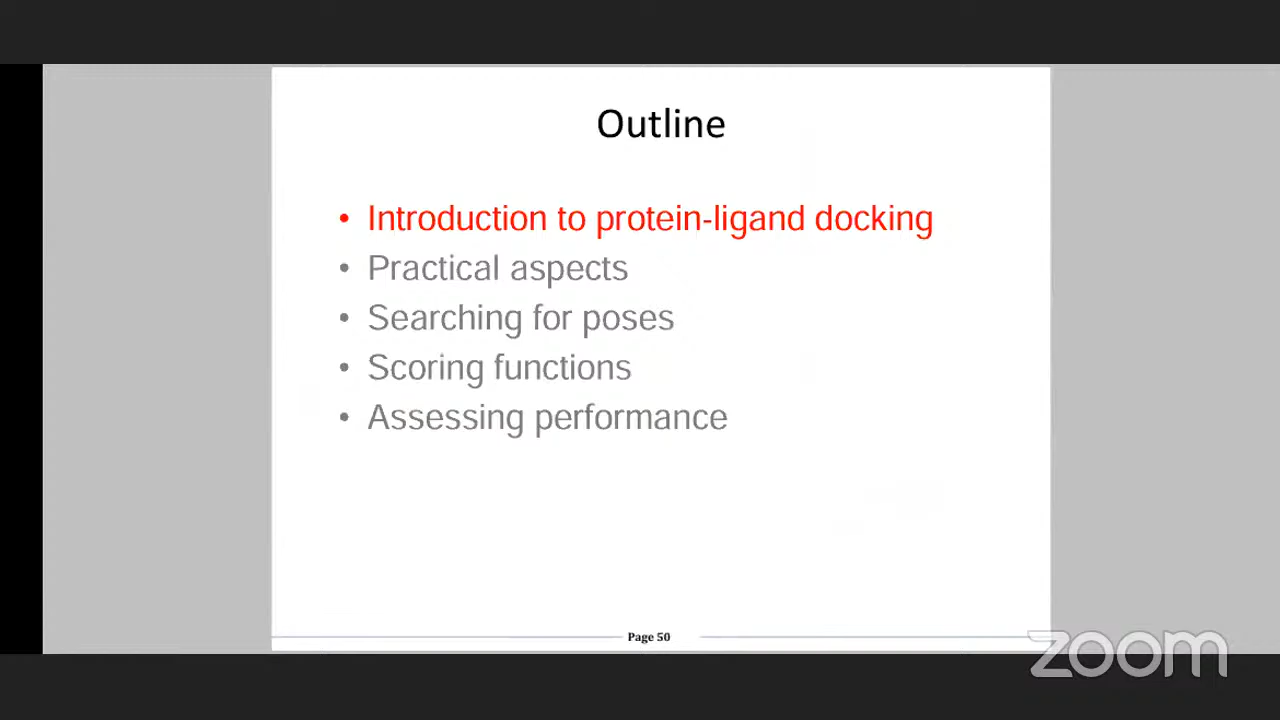 Outline
• Introduction to protein-ligand docking
• Practical aspects
• Searching for poses
• Scoring functions
• Assessing performance
Page 50
zoom